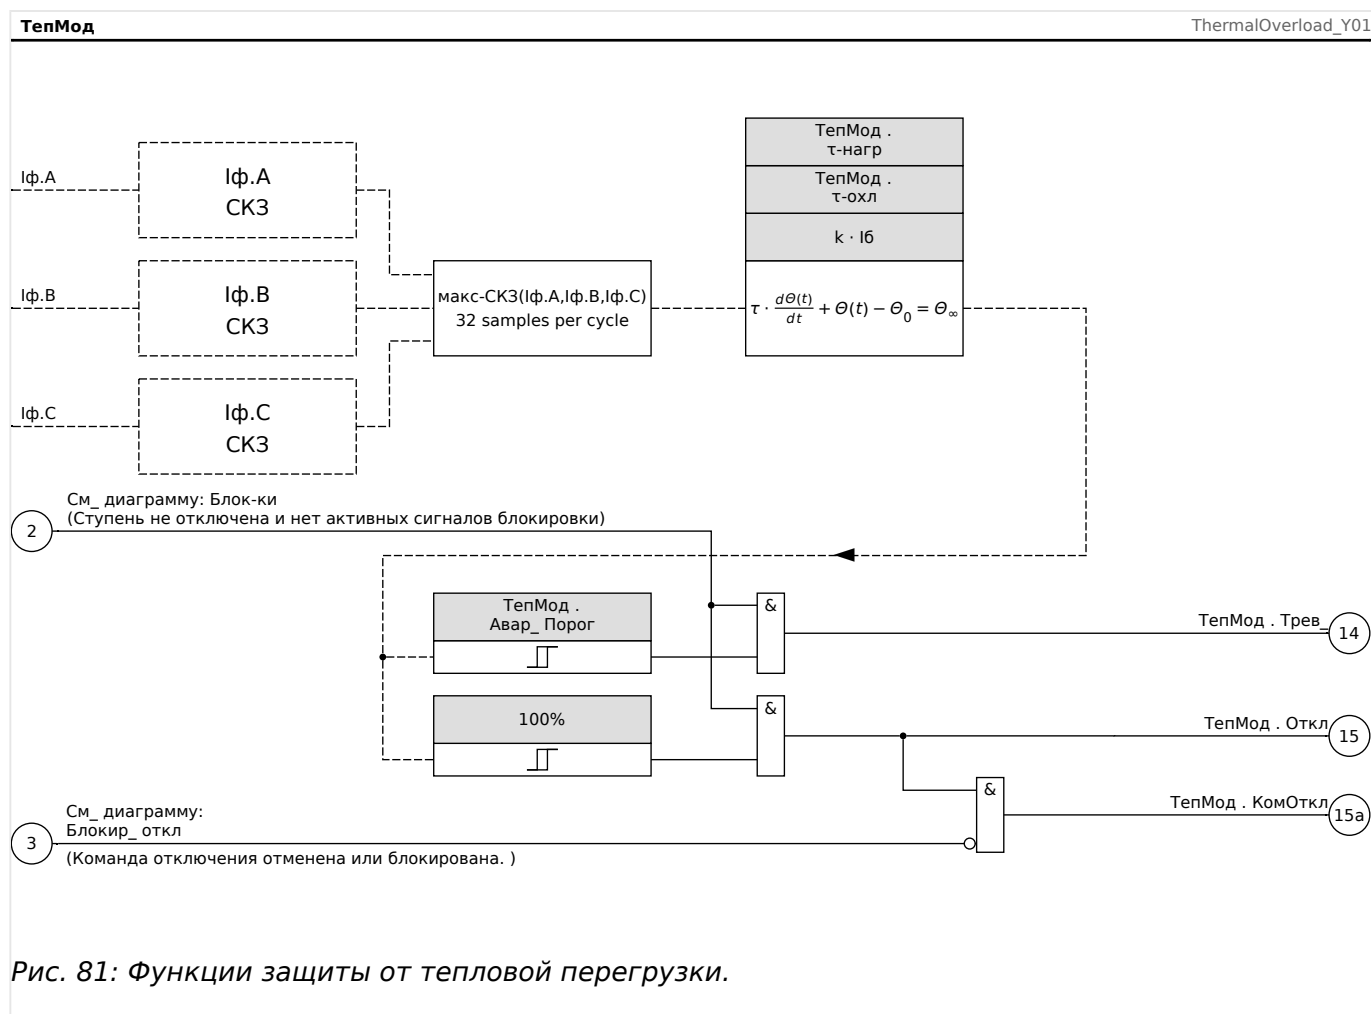 ТепМод
ThermalOverload_Y01
ТепМод .
τ-нагр
ТепМод .
τ-охл
k · Iб
Iф.A
Iф.A
СКЗ
Iф.B
Iф.B
СКЗ
макс-СКЗ(Iф.A,Iф.B,Iф.C)
32 samples per cycle
τ · dΘ(t)/dt + Θ(t) − Θ₀ = Θ∞
Iф.C
Iф.C
СКЗ
См_ диаграмму: Блок-ки
(Ступень не отключена и нет активных сигналов блокировки)
2
ТепМод .
Авар_ Порог
&
ТепМод . Трев_
14
100%
&
ТепМод . Откл
15
&
ТепМод . КомОткл
15a
См_ диаграмму:
Блокир_ откл
3
(Команда отключения отменена или блокирована. )
Рис. 81: Функции защиты от тепловой перегрузки.